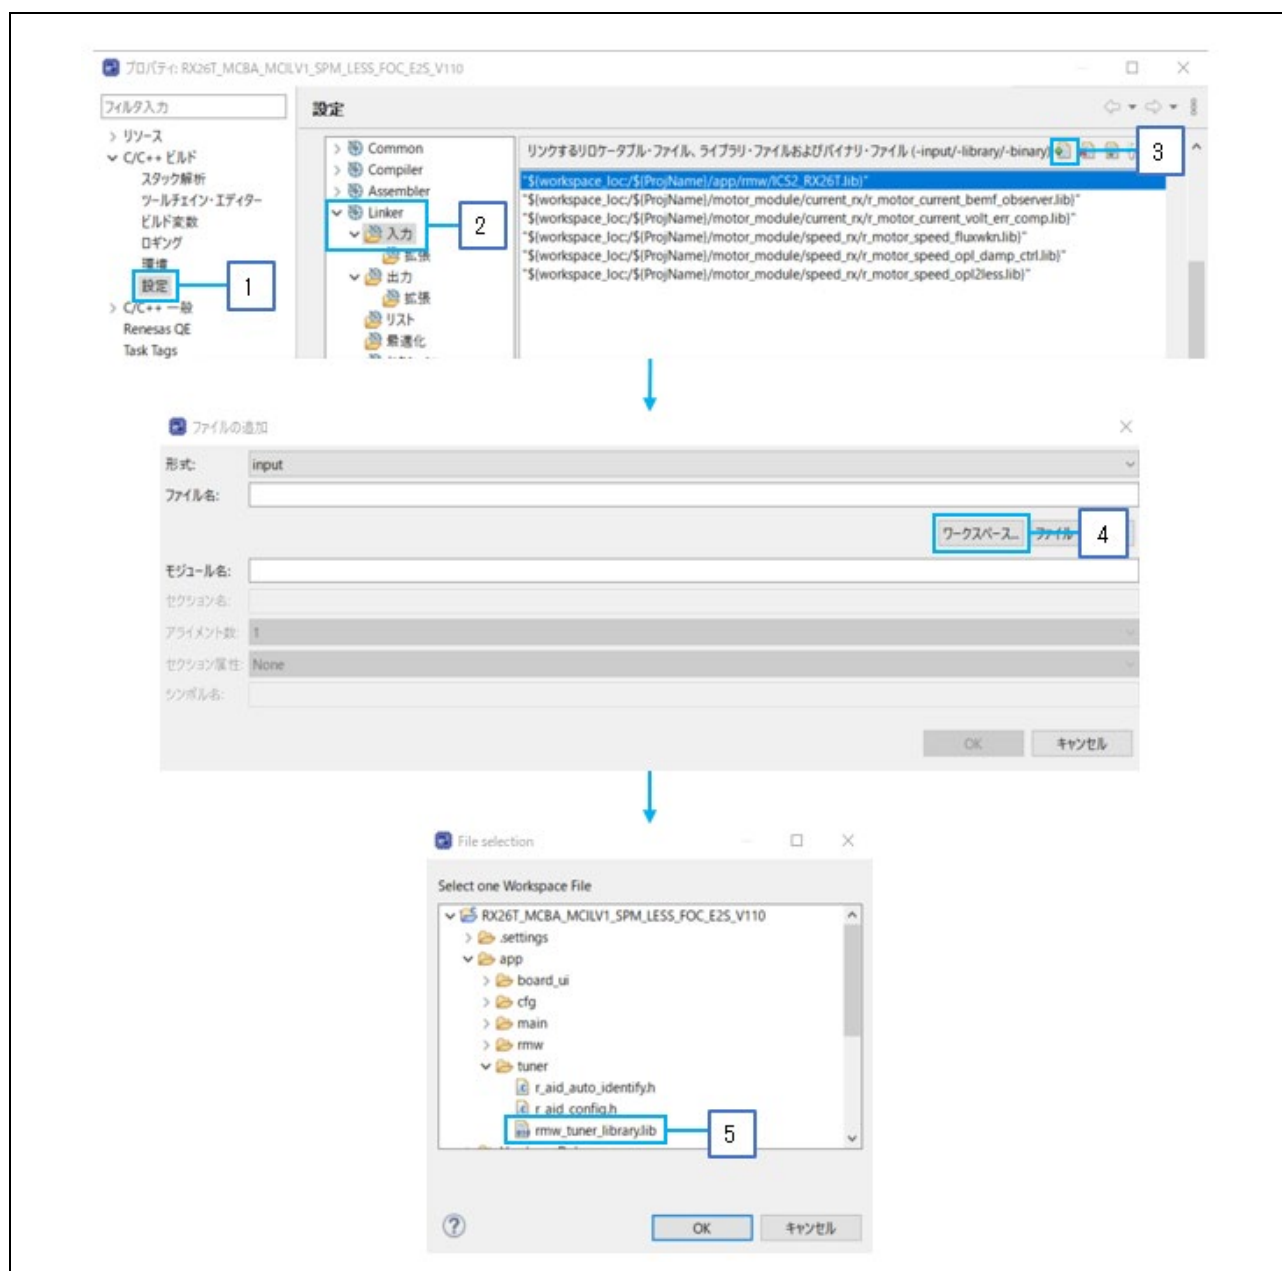 プロパティ: RX26T_MCBA_MCILV1_SPM_LESS_FOC_E2S_V110
フィルタ入力
設定
> リソース
C/C++ ビルド
スタック解析
ツールチェイン・エディター
ビルド変数
ロギング
環境
設定
1
> C/C++ 一般
Renesas QE
Task Tags
> Common
> Compiler
> Assembler
Linker
入力
2
拡張
出力
拡張
リスト
最適化
リンクするリロケータブル・ファイル、ライブラリ・ファイルおよびバイナリ・ファイル (-input/-library/-binary)
3
"${workspace_loc:/${ProjName}/app/rmw/ICS2_RX26T.lib}"
"${workspace_loc:/${ProjName}/motor_module/current_rx/r_motor_current_bemf_observer.lib}"
"${workspace_loc:/${ProjName}/motor_module/current_rx/r_motor_current_volt_err_comp.lib}"
"${workspace_loc:/${ProjName}/motor_module/speed_rx/r_motor_speed_fluxwkn.lib}"
"${workspace_loc:/${ProjName}/motor_module/speed_rx/r_motor_speed_opl_damp_ctrl.lib}"
"${workspace_loc:/${ProjName}/motor_module/speed_rx/r_motor_speed_opl2less.lib}"
ファイルの追加
形式: input
ファイル名:
ワークスペース... ファイル 4
モジュール名:
セクション名:
アライメント数: 1
セクション属性: None
シンボル名:
OK キャンセル
File selection
Select one Workspace File
RX26T_MCBA_MCILV1_SPM_LESS_FOC_E2S_V110
> .settings
app
> board_ui
> cfg
> main
> rmw
tuner
r_aid_auto_identify.h
r_aid_config.h
rmw_tuner_library.lib 5
OK キャンセル